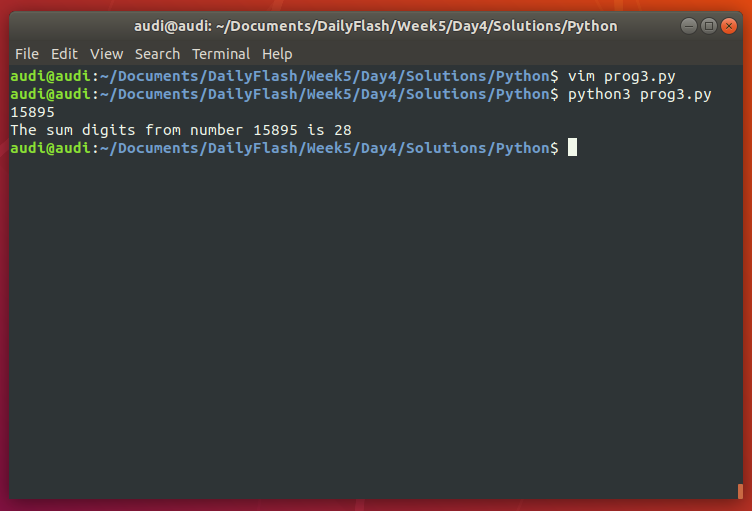 audi@audi: ~/Documents/DailyFlash/Week5/Day4/Solutions/Python
File Edit View Search Terminal Help
audi@audi:~/Documents/DailyFlash/Week5/Day4/Solutions/Python$ vim prog3.py
audi@audi:~/Documents/DailyFlash/Week5/Day4/Solutions/Python$ python3 prog3.py
15895
The sum digits from number 15895 is 28
audi@audi:~/Documents/DailyFlash/Week5/Day4/Solutions/Python$